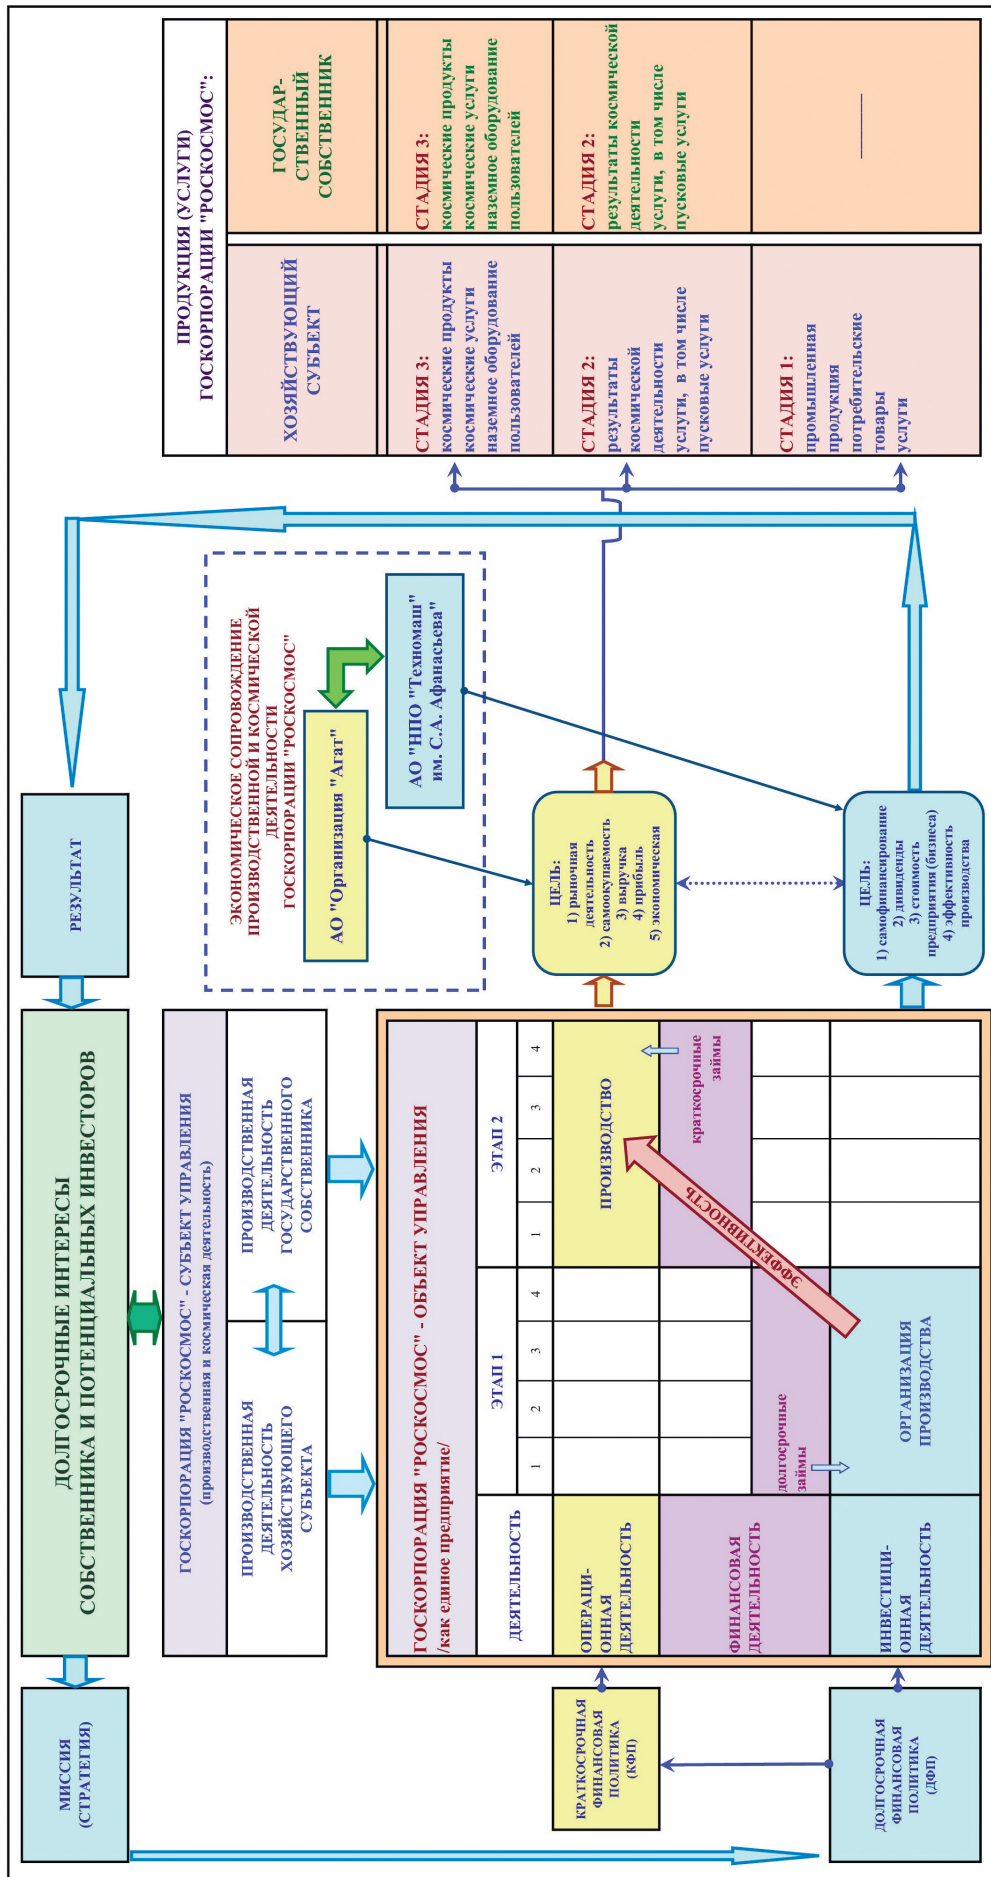 МИССИЯ
(СТРАТЕГИЯ)
ДОЛГОСРОЧНЫЕ ИНТЕРЕСЫ
СОБСТВЕННИКА И ПОТЕНЦИАЛЬНЫХ ИНВЕСТОРОВ
РЕЗУЛЬТАТ
ГОСКОРПОРАЦИЯ "РОСКОСМОС" - СУБЪЕКТ УПРАВЛЕНИЯ
(производственная и космическая деятельность)
ПРОИЗВОДСТВЕННАЯ
ДЕЯТЕЛЬНОСТЬ
ХОЗЯЙСТВУЮЩЕГО
СУБЪЕКТА
ПРОИЗВОДСТВЕННАЯ
ДЕЯТЕЛЬНОСТЬ
ГОСУДАРСТВЕННОГО
СОБСТВЕННИКА
ЭКОНОМИЧЕСКОЕ СОПРОВОЖДЕНИЕ
ПРОИЗВОДСТВЕННОЙ И КОСМИЧЕСКОЙ
ДЕЯТЕЛЬНОСТИ
ГОСКОРПОРАЦИИ "РОСКОСМОС"
АО "Организация "Агат"
АО "НПО "Техномаш"
им. С.А. Афанасьева"
ГОСКОРПОРАЦИЯ "РОСКОСМОС" - ОБЪЕКТ УПРАВЛЕНИЯ
/как единое предприятие/
ДЕЯТЕЛЬНОСТЬ
ЭТАП 1
ЭТАП 2
1
2
3
4
1
2
3
4
КРАТКОСРОЧНАЯ
ФИНАНСОВАЯ
ПОЛИТИКА
(КФП)
ОПЕРАЦИ-
ОННАЯ
ДЕЯТЕЛЬНОСТЬ
ПРОИЗВОДСТВО
ЦЕЛЬ:
1) рыночная
деятельность
2) самоокупаемость
3) выручка
4) прибыль
5) экономическая
ФИНАНСОВАЯ
ДЕЯТЕЛЬНОСТЬ
краткосрочные
займы
ЭФФЕКТИВНОСТЬ
долгосрочные
займы
ДОЛГОСРОЧНАЯ
ФИНАНСОВАЯ
ПОЛИТИКА
(ДФП)
ИНВЕСТИЦИ-
ОННАЯ
ДЕЯТЕЛЬНОСТЬ
ОРГАНИЗАЦИЯ
ПРОИЗВОДСТВА
ЦЕЛЬ:
1) самофинансирование
2) дивиденды
3) стоимость
предприятия (бизнеса)
4) эффективность
производства
ПРОДУКЦИЯ (УСЛУГИ)
ГОСКОРПОРАЦИИ "РОСКОСМОС":
ХОЗЯЙСТВУЮЩИЙ
СУБЪЕКТ
ГОСУДАР-
СТВЕННЫЙ
СОБСТВЕННИК
СТАДИЯ 3:
космические продукты
космические услуги
наземное оборудование
пользователей
СТАДИЯ 3:
космические продукты
космические услуги
наземное оборудование
пользователей
СТАДИЯ 2:
результаты
космической
деятельности
услуги, в том числе
пусковые услуги
СТАДИЯ 2:
результаты космической
деятельности
услуги, в том числе
пусковые услуги
СТАДИЯ 1:
промышленная
продукция
потребительские
товары
услуги